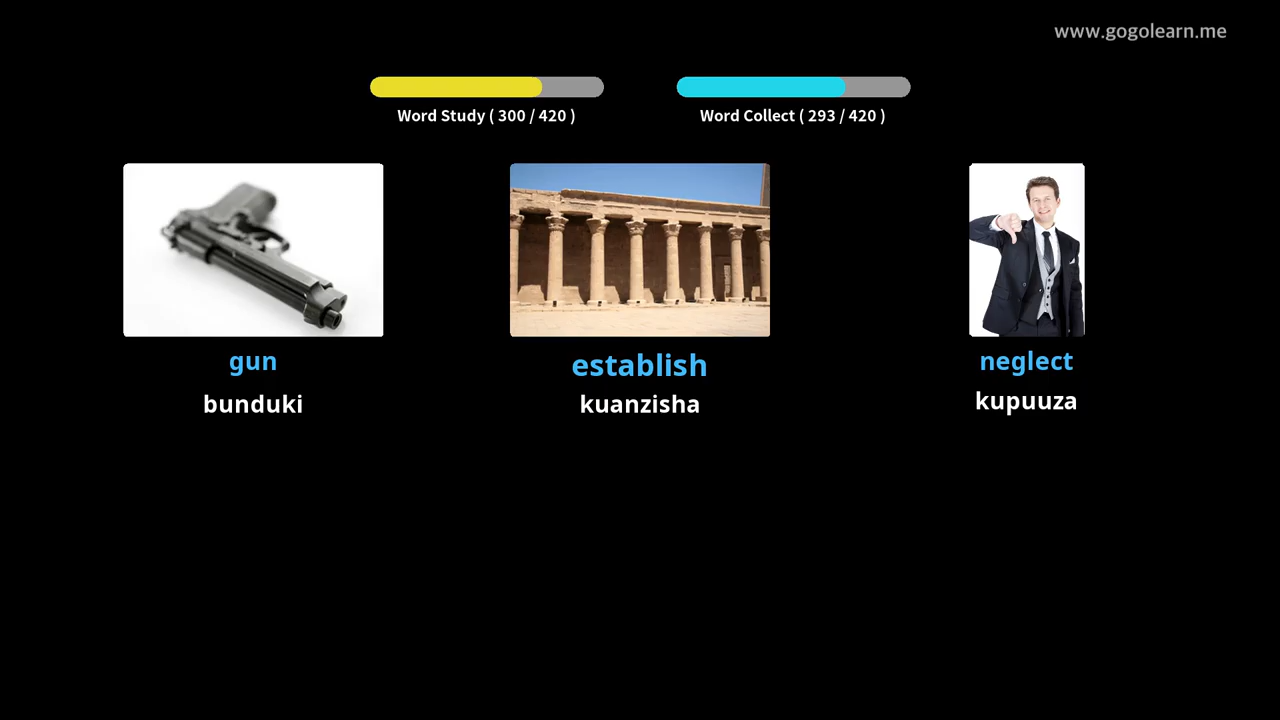 www.gogolearn.me
Word Study ( 300 / 420 )
Word Collect ( 293 / 420 )
gun
bunduki
establish
kuanzisha
neglect
kupuuza